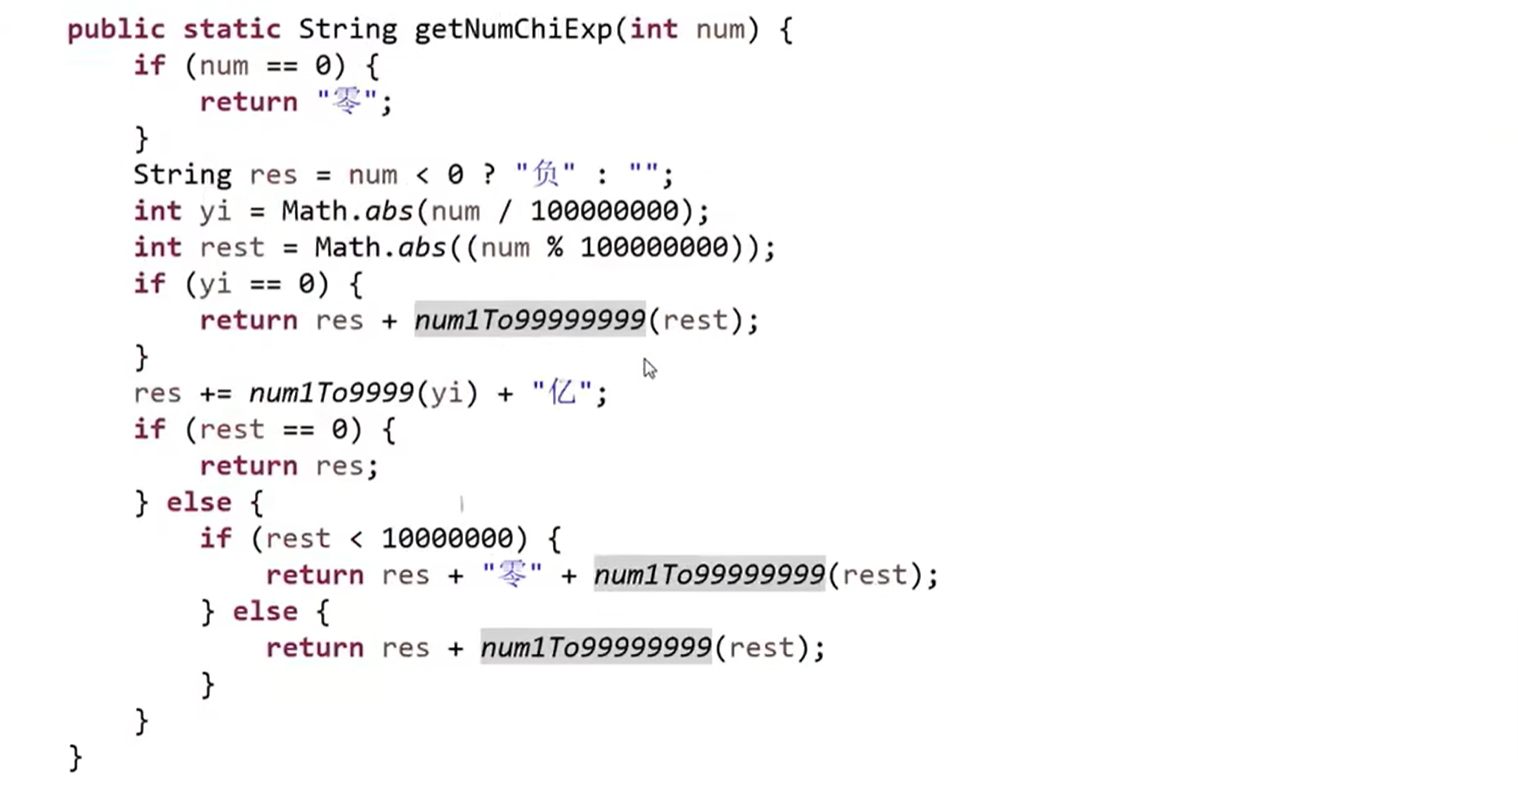 public static String getNumChiExp(int num) {
    if (num == 0) {
        return "零";
    }
    String res = num < 0 ? "负" : "";
    int yi = Math.abs(num / 100000000);
    int rest = Math.abs((num % 100000000));
    if (yi == 0) {
        return res + num1To99999999(rest);
    }
    res += num1To9999(yi) + "亿";
    if (rest == 0) {
        return res;
    } else {
        if (rest < 10000000) {
            return res + "零" + num1To99999999(rest);
        } else {
            return res + num1To99999999(rest);
        }
    }
}